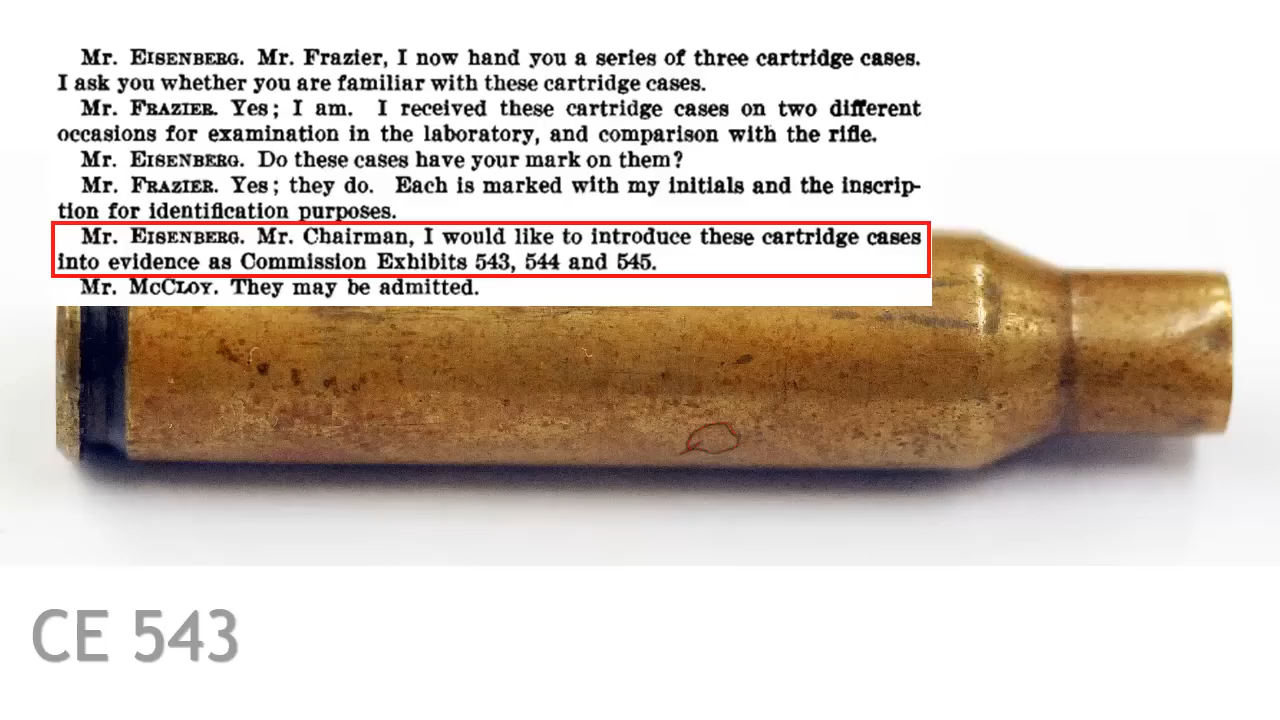 Mr. EISENBERG. Mr. Frazier, I now hand you a series of three cartridge cases.
I ask you whether you are familiar with these cartridge cases.
Mr. FRAZIER. Yes; I am. I received these cartridge cases on two different
occasions for examination in the laboratory, and comparison with the rifle.
Mr. EISENBERG. Do these cases have your mark on them?
Mr. FRAZIER. Yes; they do. Each is marked with my initials and the inscrip-
tion for identification purposes.
Mr. EISENBERG. Mr. Chairman, I would like to introduce these cartridge cases
into evidence as Commission Exhibits 543, 544 and 545.
Mr. McCLOY. They may be admitted.
CE 543